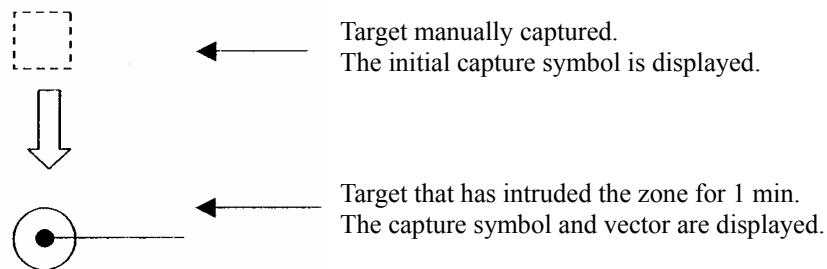 Target manually captured.
The initial capture symbol is displayed.
Target that has intruded the zone for 1 min.
The capture symbol and vector are displayed.